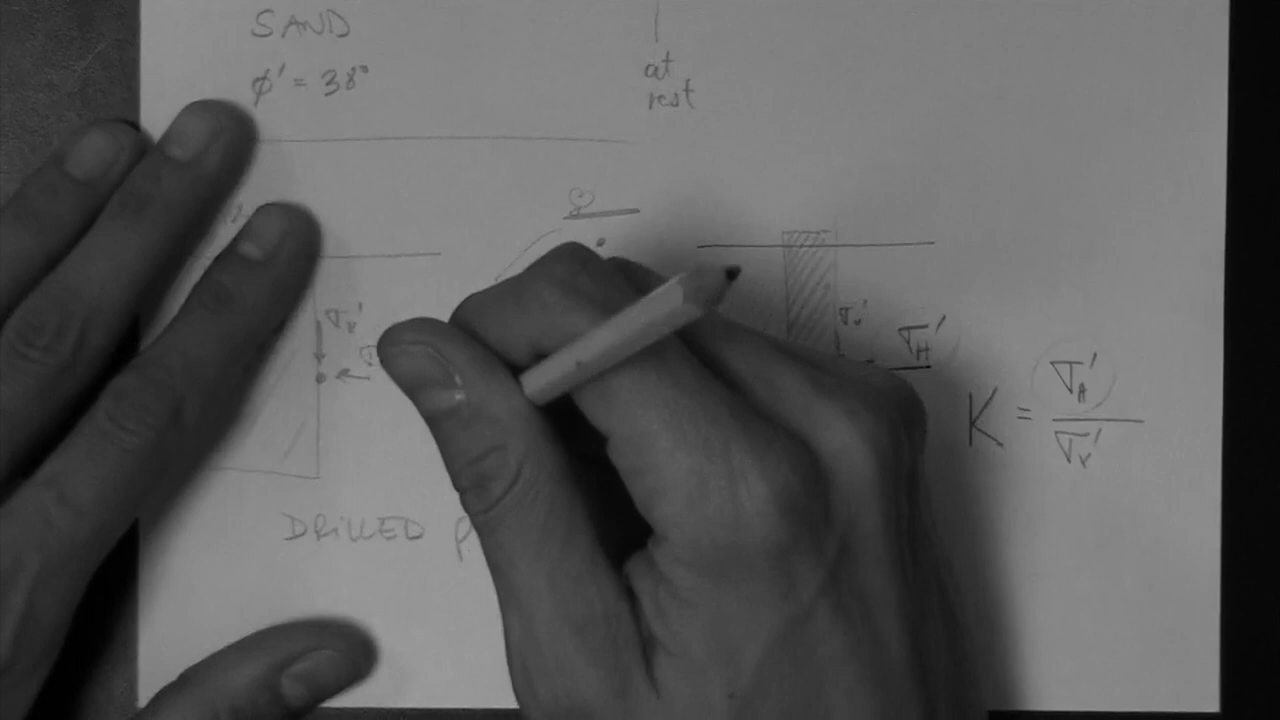 SAND
φ' = 38°
at
rest
σv'
σv'
σH'
K = σH' / σv'
DRILLED P